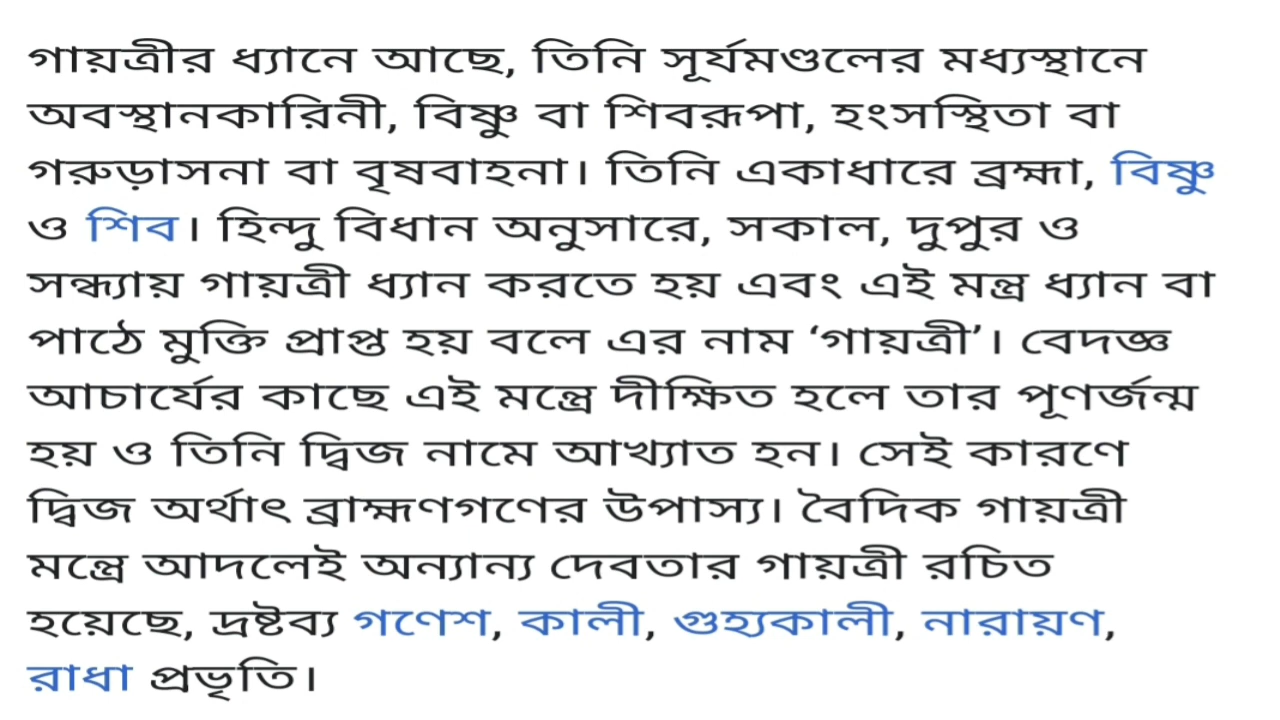 গায়ত্রীর ধ্যানে আছে, তিনি সূর্যমণ্ডলের মধ্যস্থানে
অবস্থানকারিনী, বিষ্ণু বা শিবরূপা, হংসস্থিতা বা
গরুড়াসনা বা বৃষবাহনা। তিনি একাধারে ব্রহ্মা, বিষ্ণু
ও শিব। হিন্দু বিধান অনুসারে, সকাল, দুপুর ও
সন্ধ্যায় গায়ত্রী ধ্যান করতে হয় এবং এই মন্ত্র ধ্যান বা
পাঠে মুক্তি প্রাপ্ত হয় বলে এর নাম ‘গায়ত্রী’। বেদজ্ঞ
আচার্যের কাছে এই মন্ত্রে দীক্ষিত হলে তার পূণর্জন্ম
হয় ও তিনি দ্বিজ নামে আখ্যাত হন। সেই কারণে
দ্বিজ অর্থাৎ ব্রাহ্মণগণের উপাস্য। বৈদিক গায়ত্রী
মন্ত্রে আদলেই অন্যান্য দেবতার গায়ত্রী রচিত
হয়েছে, দ্রষ্টব্য গণেশ, কালী, গুহ্যকালী, নারায়ণ,
রাধা প্রভৃতি।